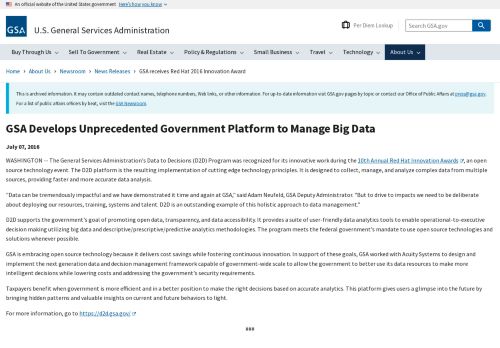 An official website of the United States government Here's how you know
GSA U.S. General Services Administration
Per Diem Lookup
Search GSA.gov
Buy Through Us Sell To Government Real Estate Policy & Regulations Small Business Travel Technology About Us
Home › About Us › Newsroom › News Releases › GSA receives Red Hat 2016 Innovation Award
This is archived information. It may contain outdated contact names, telephone numbers, Web links, or other information. For up-to-date information visit GSA.gov pages by topic or contact our Office of Public Affairs at press@gsa.gov.
For a list of public affairs officers by beat, visit the GSA Newsroom.
GSA Develops Unprecedented Government Platform to Manage Big Data
July 07, 2016
WASHINGTON -- The General Services Administration's Data to Decisions (D2D) Program was recognized for its innovative work during the 10th Annual Red Hat Innovation Awards, an open
source technology event. The D2D platform is the resulting implementation of cutting edge technology principles. It is designed to collect, manage, and analyze complex data from multiple
sources, providing faster and more accurate data analysis.
"Data can be tremendously impactful and we have demonstrated it time and again at GSA," said Adam Neufeld, GSA Deputy Administrator. "But to drive to impacts we need to be deliberate
about deploying our resources, training, systems and talent. D2D is an outstanding example of this holistic approach to data management."
D2D supports the government's goal of promoting open data, transparency, and data accessibility. It provides a suite of user-friendly data analytics tools to enable operational-to-executive
decision making utilizing big data and descriptive/prescriptive/predictive analytics methodologies. The program meets the federal government's mandate to use open source technologies and
solutions whenever possible.
GSA is embracing open source technology because it delivers cost savings while fostering continuous innovation. In support of these goals, GSA worked with Acuity Systems to design and
implement the next generation data and decision management framework capable of government-wide scale to allow the government to better use its data resources to make more
intelligent decisions while lowering costs and addressing the government's security requirements.
Taxpayers benefit when government is more efficient and in a better position to make the right decisions based on accurate analytics. This platform gives users a glimpse into the future by
bringing hidden patterns and valuable insights on current and future behaviors to light.
For more information, go to https://d2d.gsa.gov/
###